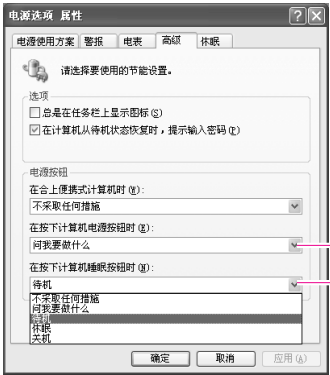 电源选项 属性
电源使用方案 警报 电表 高级 休眠
请选择要使用的节能设置。
选项
总是在任务栏上显示图标(S)
在计算机从待机状态恢复时，提示输入密码(P)
电源按钮
在合上便携式计算机时(W):
不采取任何措施
在按下计算机电源按钮时(E):
问我要做什么
在按下计算机睡眠按钮时(N):
待机
不采取任何措施
问我要做什么
待机
休眠
关机
确定 取消 应用(A)